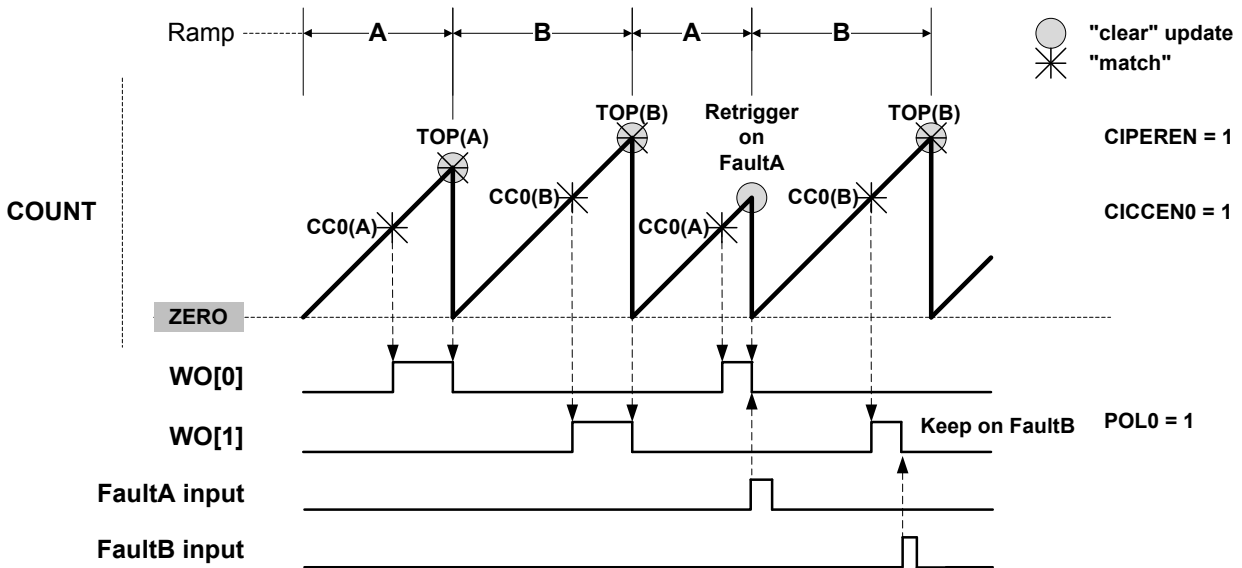 Ramp
A
B
A
B
"clear" update
"match"
TOP(A)
TOP(B)
Retrigger
on
FaultA
TOP(B)
CIPEREN = 1
COUNT
CC0(A)
CC0(B)
CC0(A)
CC0(B)
CICCEN0 = 1
ZERO
WO[0]
WO[1]
Keep on FaultB
POL0 = 1
FaultA input
FaultB input